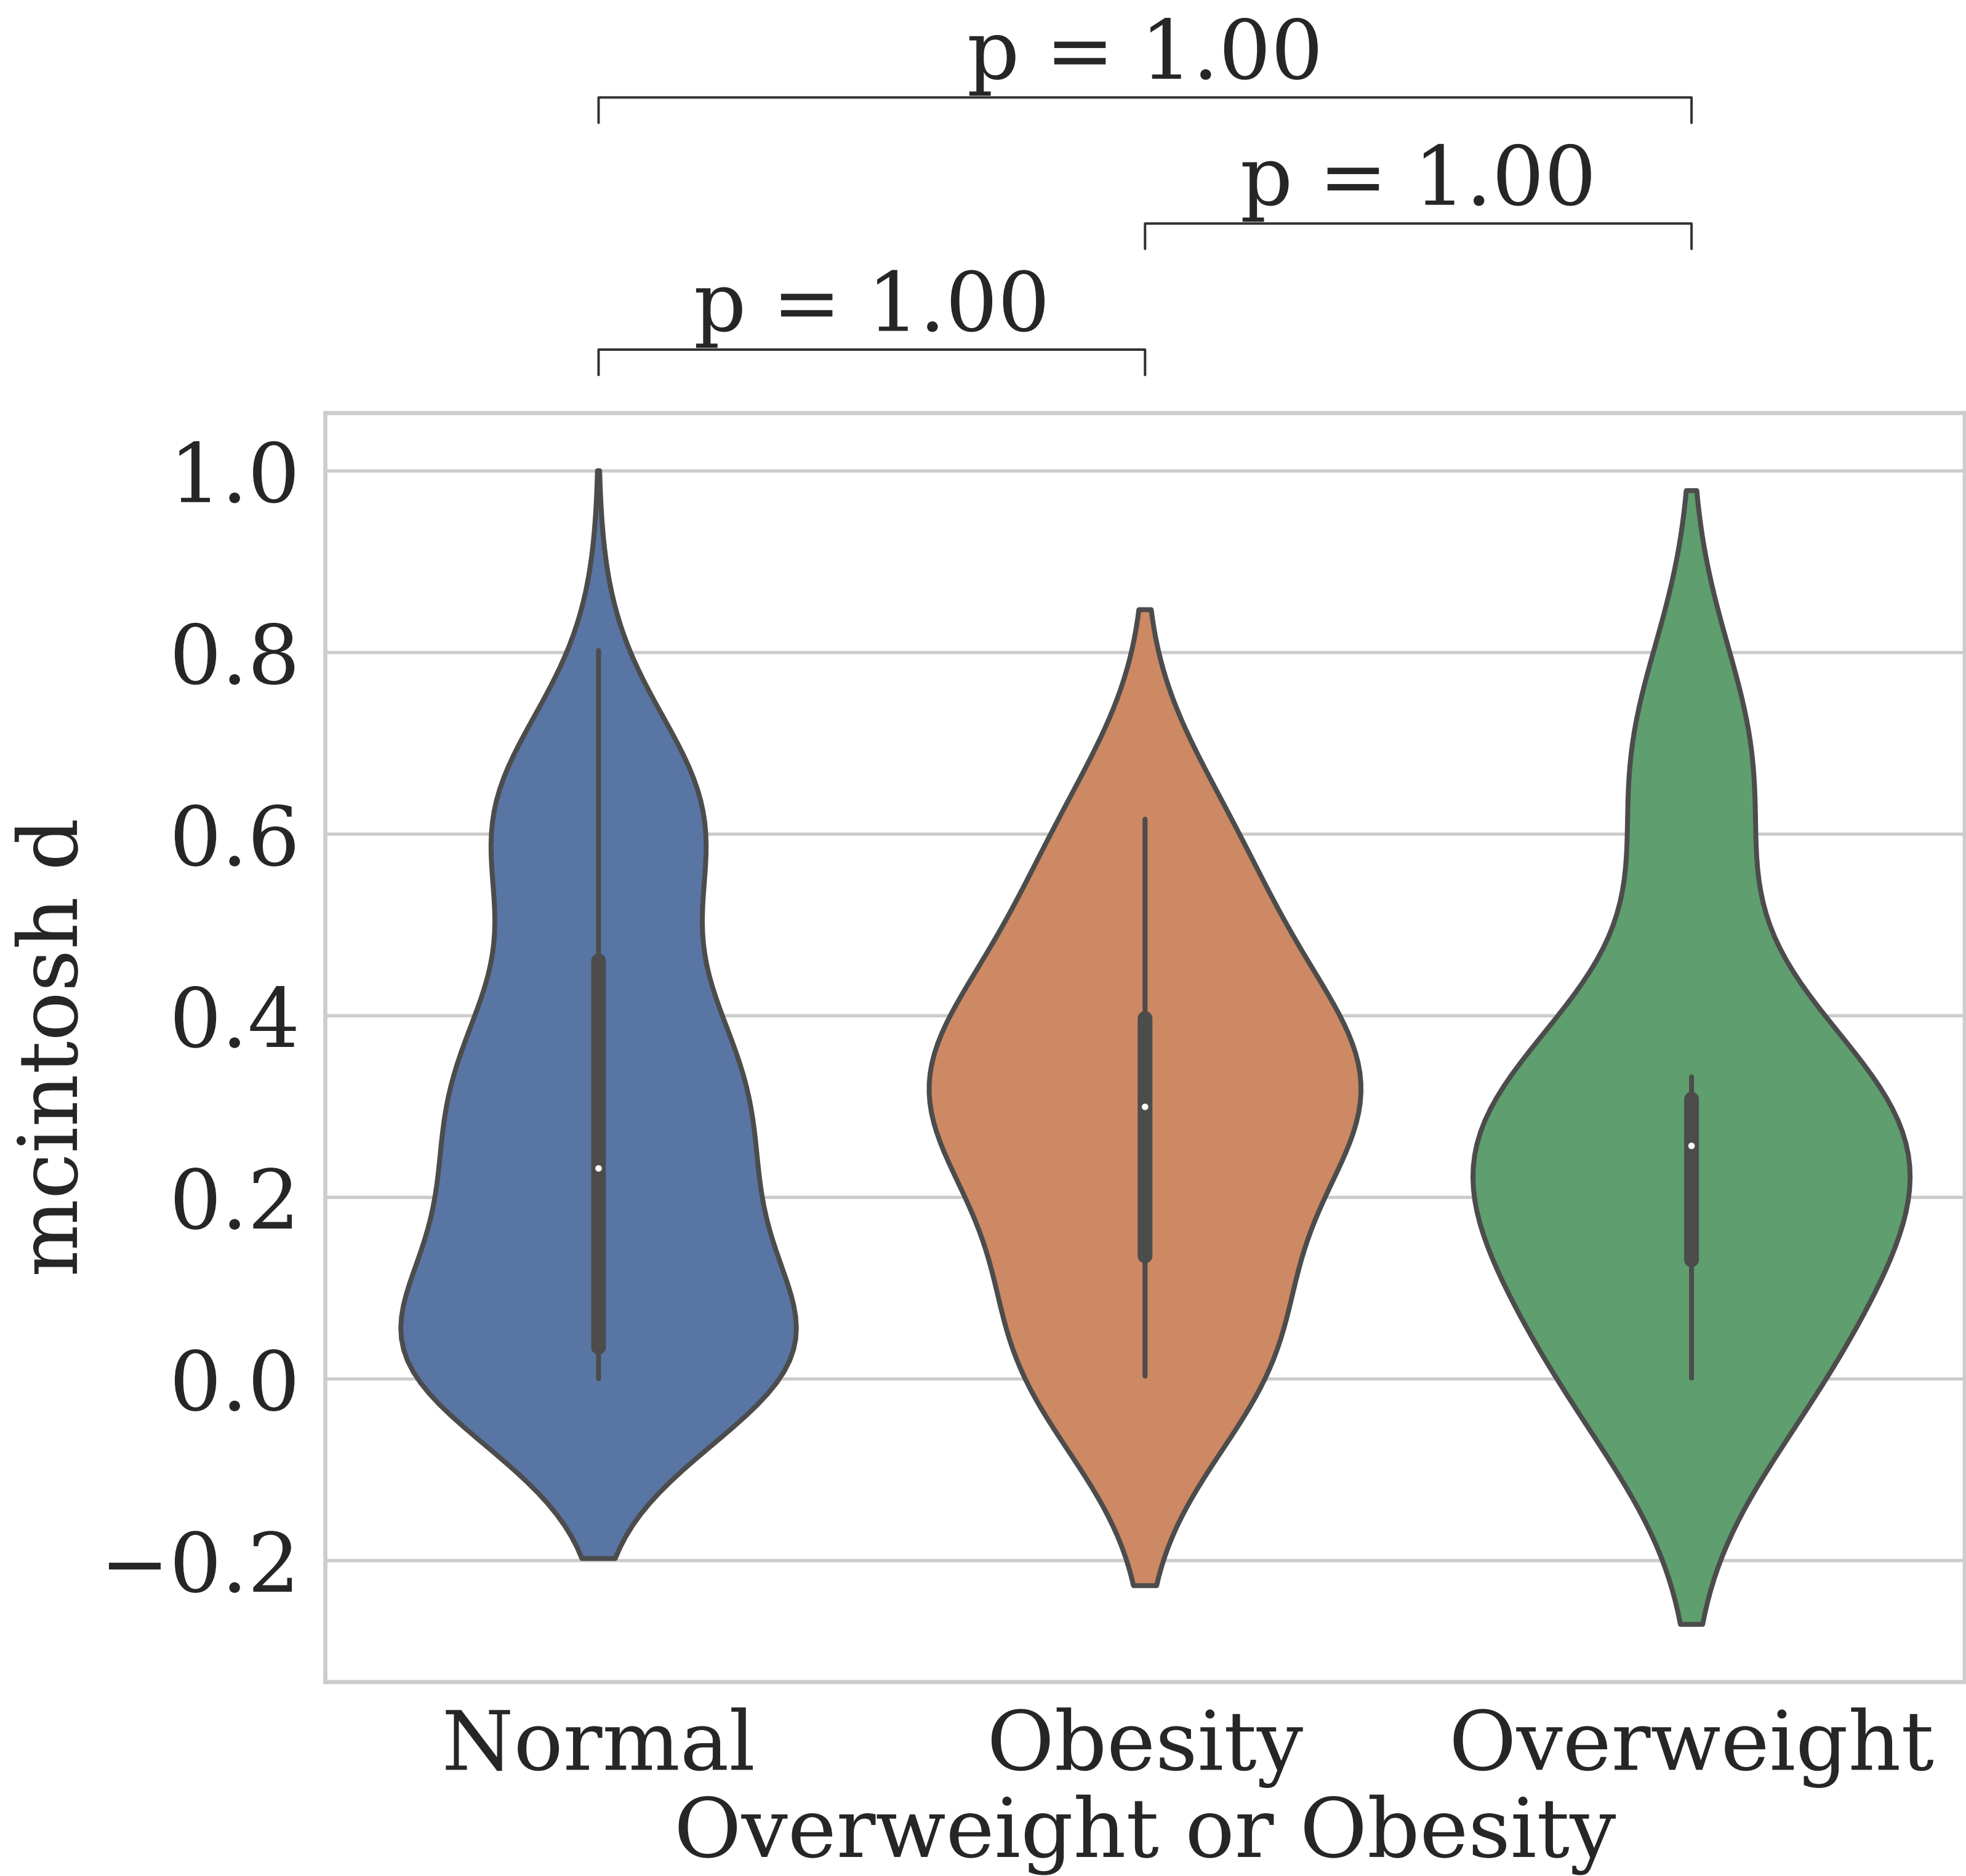 p = 1.00
p = 1.00
p = 1.00
1.0
0.8
0.6
0.4
0.2
0.0
−0.2
mcintosh d
Normal Obesity Overweight
Overweight or Obesity